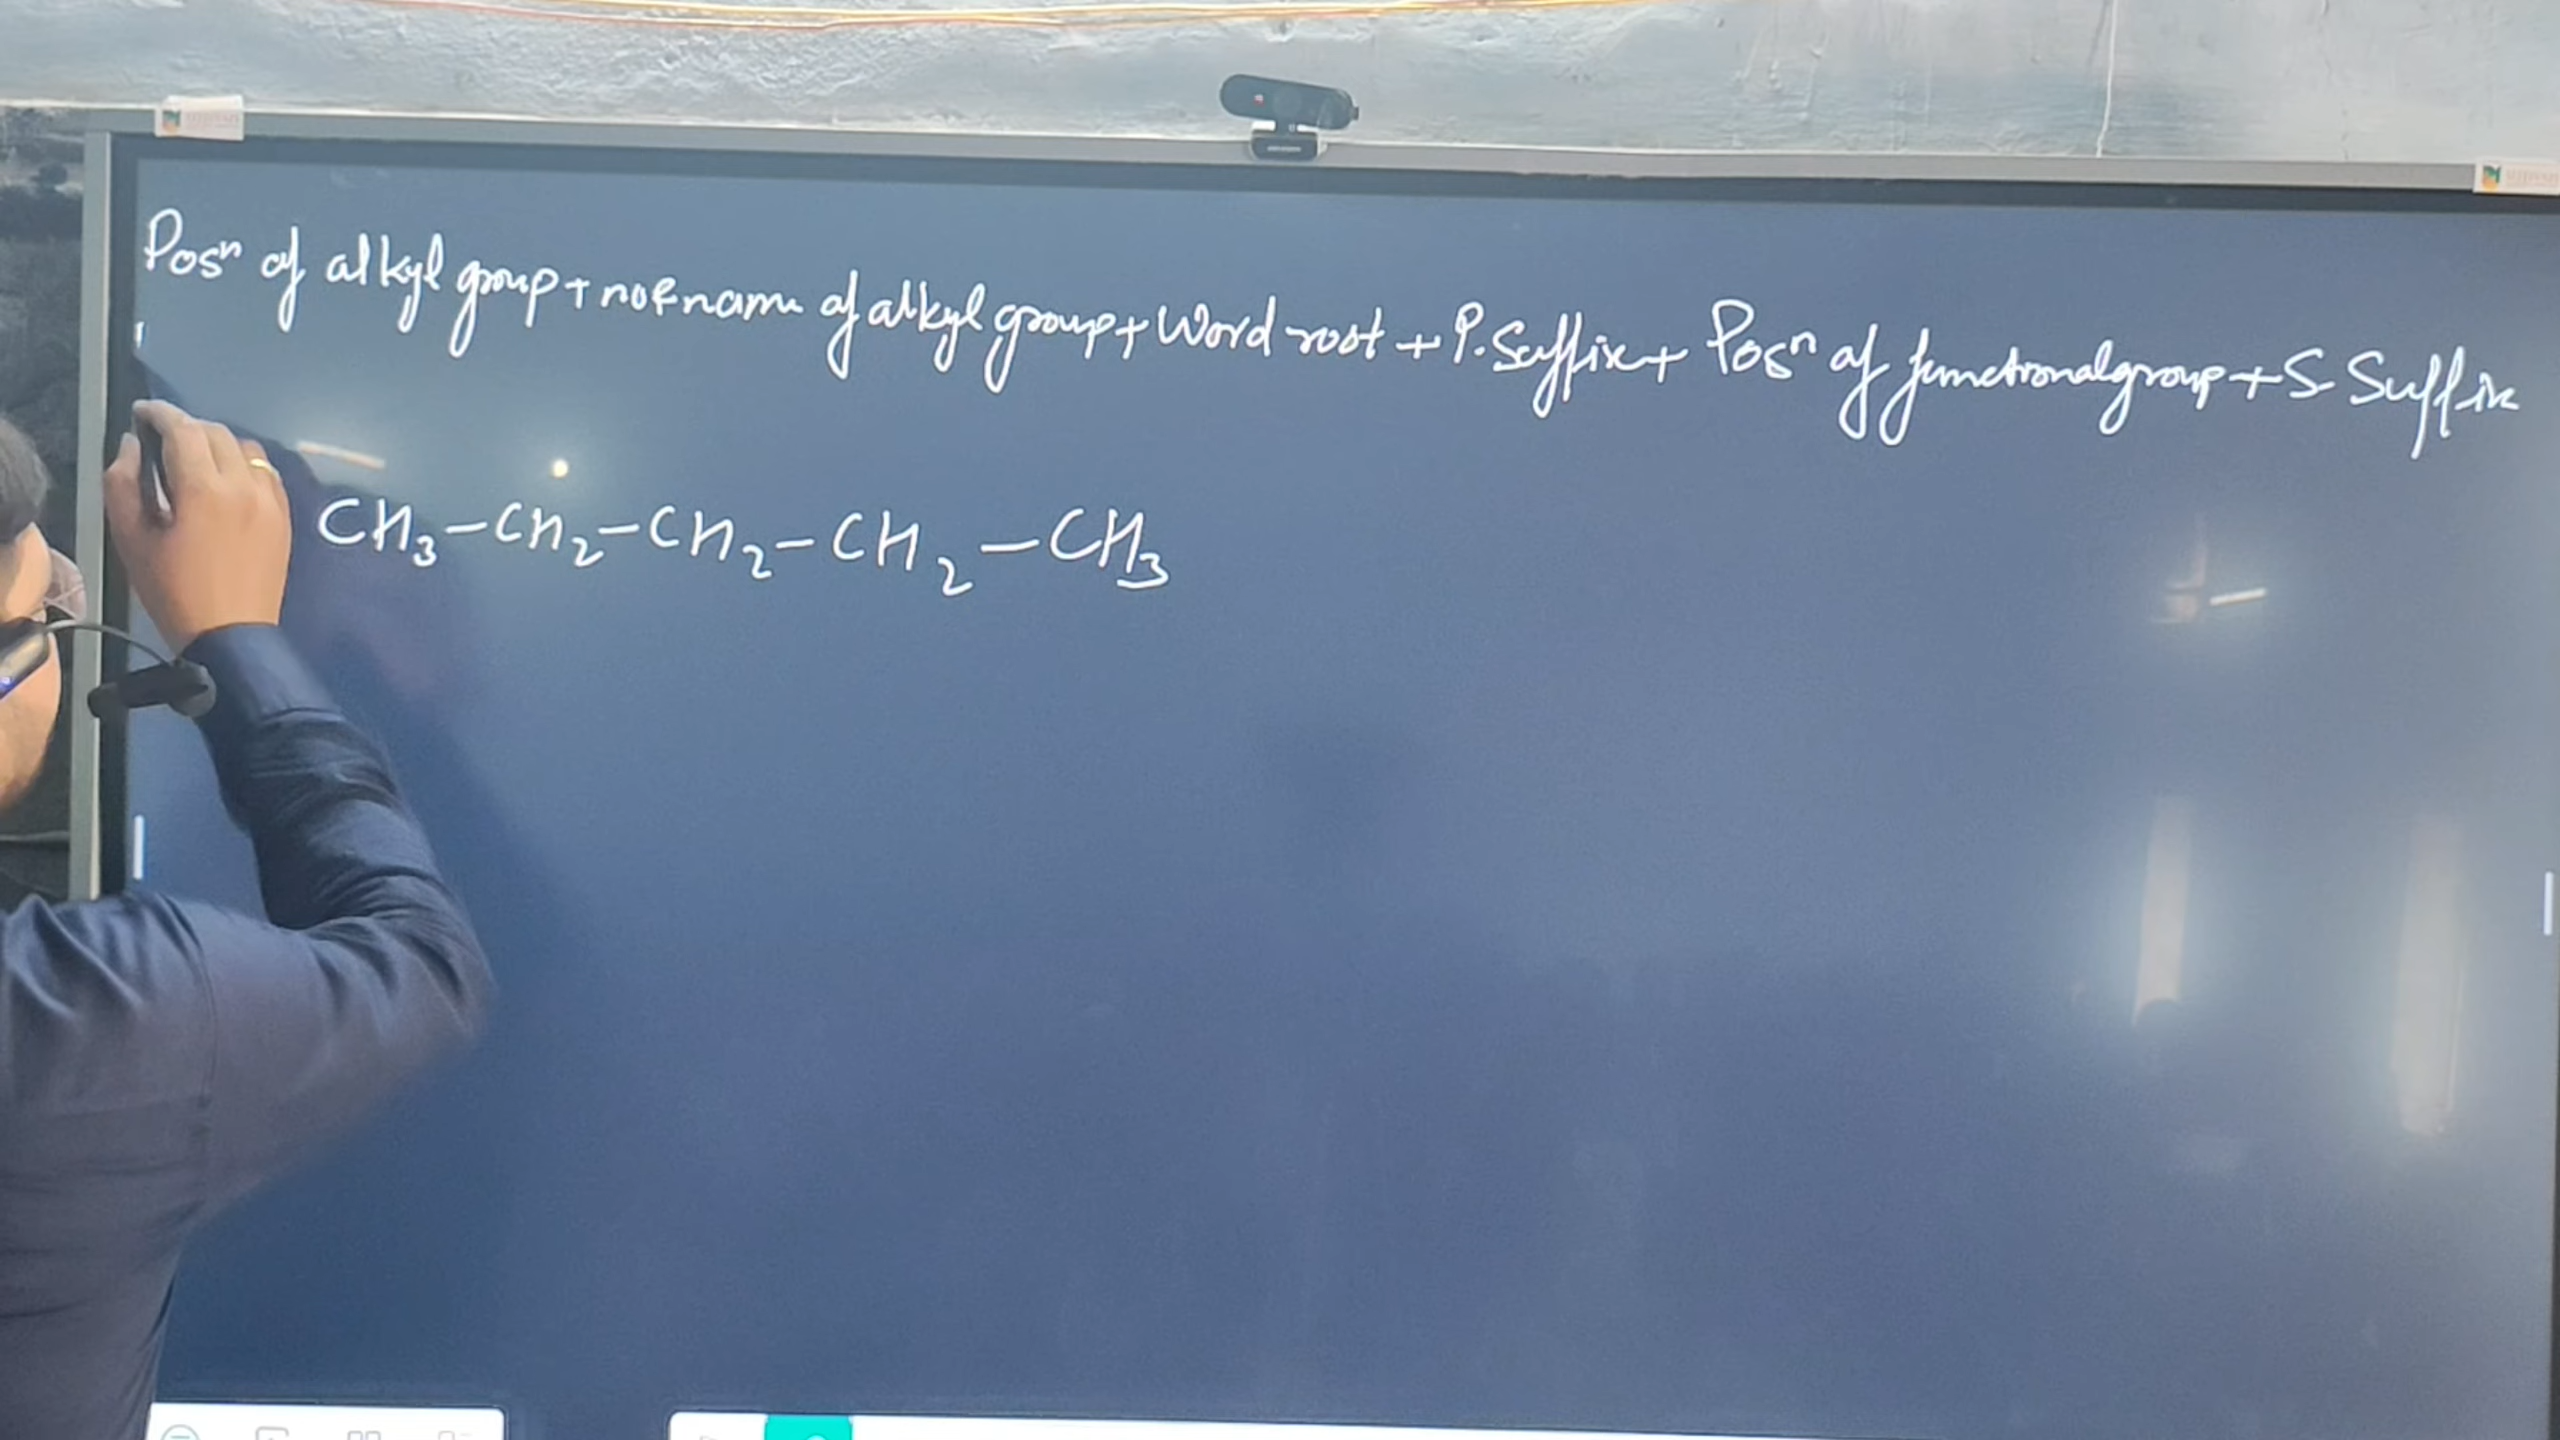 Posⁿ of alkyl group + no & name of alkyl group + Word root + P. Suffix + Posⁿ of functional group + S Suffix
CH₃-CH₂-CH₂-CH₂-CH₃